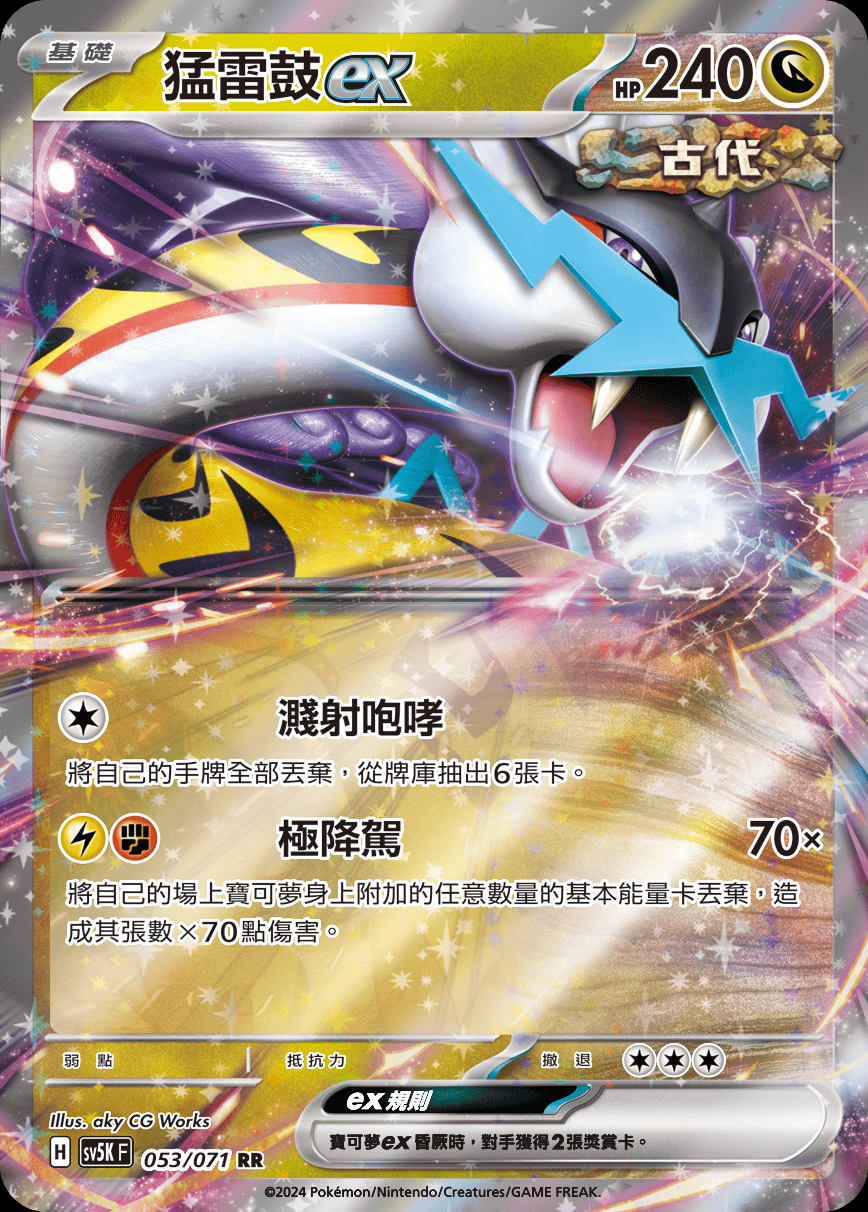 基礎
猛雷鼓ex
HP 240
古代
濺射咆哮
將自己的手牌全部丟棄，從牌庫抽出6張卡。
極降駕 70×
將自己的場上寶可夢身上附加的任意數量的基本能量卡丟棄，造
成其張數×70點傷害。
弱點 抵抗力 撤退
ex規則
寶可夢ex昏厥時，對手獲得2張獎賞卡。
Illus. aky CG Works
H sv5K F 053/071 RR
©2024 Pokémon/Nintendo/Creatures/GAME FREAK.